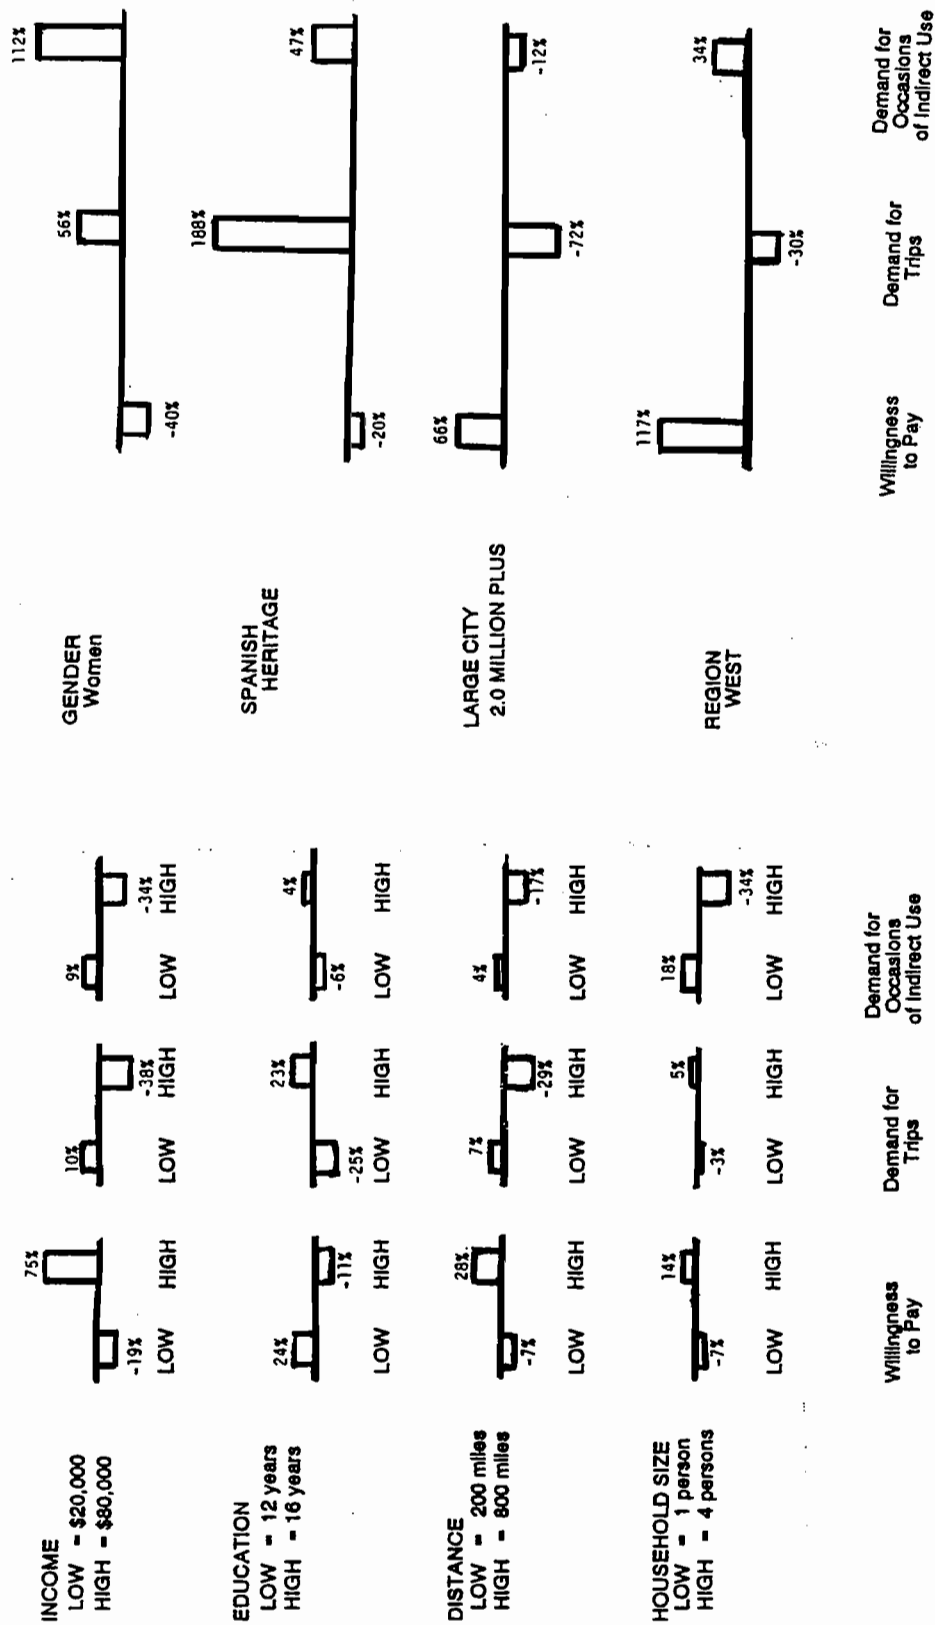 INCOME
LOW = $20,000
HIGH = $80,000
-19%
75%
10%
-38%
9%
-34%
LOW HIGH LOW HIGH LOW HIGH
EDUCATION
LOW = 12 years
HIGH = 16 years
24%
-11%
-25%
23%
-6%
4%
LOW HIGH LOW HIGH LOW HIGH
DISTANCE
LOW = 200 miles
HIGH = 800 miles
-7%
28%
7%
-29%
4%
-17%
LOW HIGH LOW HIGH LOW HIGH
HOUSEHOLD SIZE
LOW = 1 person
HIGH = 4 persons
-7%
14%
-3%
5%
18%
-34%
LOW HIGH LOW HIGH LOW HIGH
Willingness
to Pay
Demand for
Trips
Demand for
Occasions
of Indirect Use
GENDER
Women
-40%
56%
112%
SPANISH
HERITAGE
-20%
188%
47%
LARGE CITY
2.0 MILLION PLUS
66%
-72%
-12%
REGION
WEST
117%
-30%
34%
Willingness
to Pay
Demand for
Trips
Demand for
Occasions
of Indirect Use